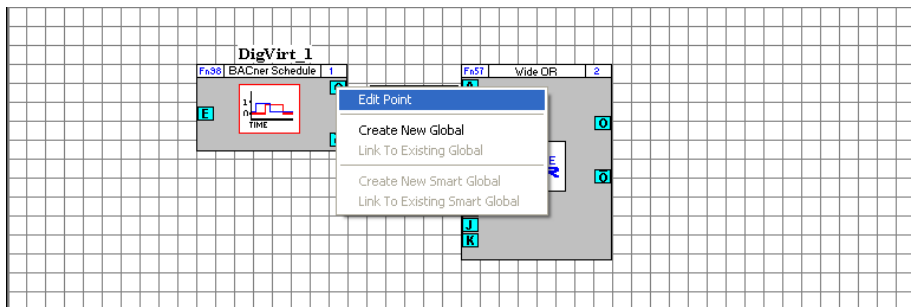 DigVirt_1
Fn98 BACner Schedule 1
Fn57 Wide OR 2
Edit Point
Create New Global
Link To Existing Global
Create New Smart Global
Link To Existing Smart Global
E
1
0
TIME
O
O
E
J
K